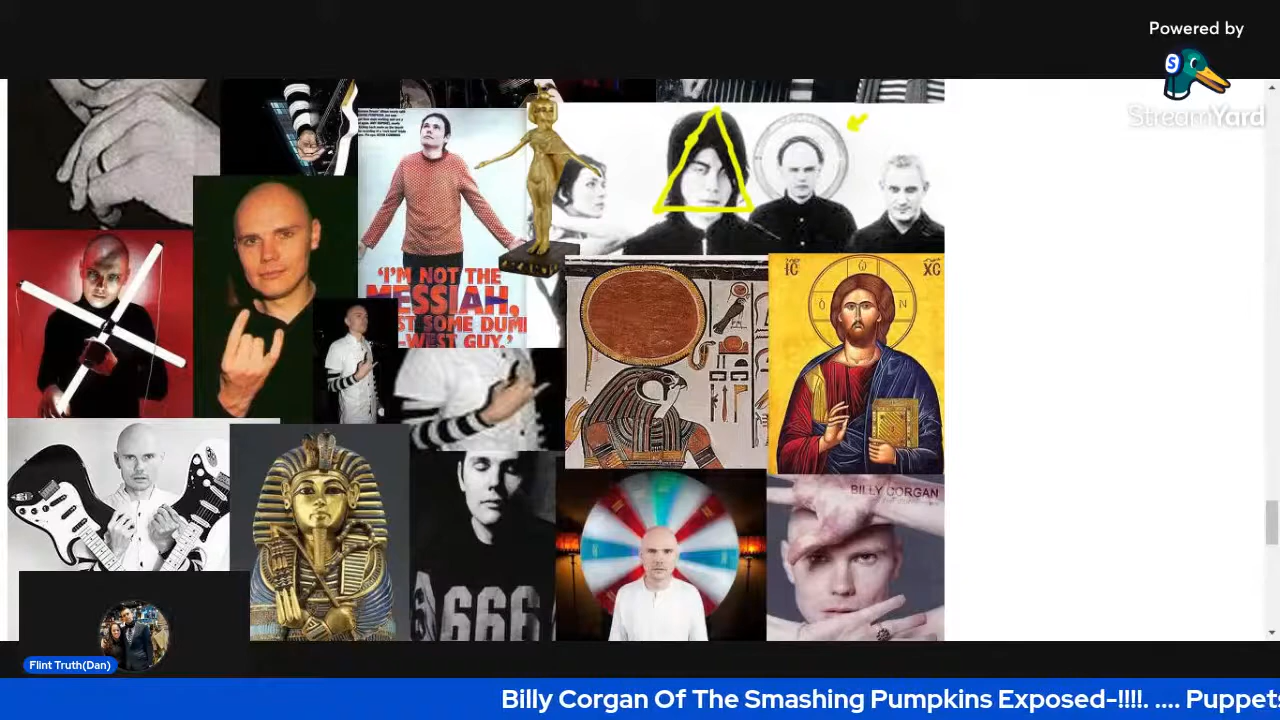 Powered by
S
StreamYard
'I'M NOT THE
MESSIAH,
ST SOME DUM
-WEST GUY.'
IC
XC
Ò
ω
N
BILLY CORGAN
666
Flint Truth(Dan)
Billy Corgan Of The Smashing Pumpkins Exposed-!!!!. .... Puppet